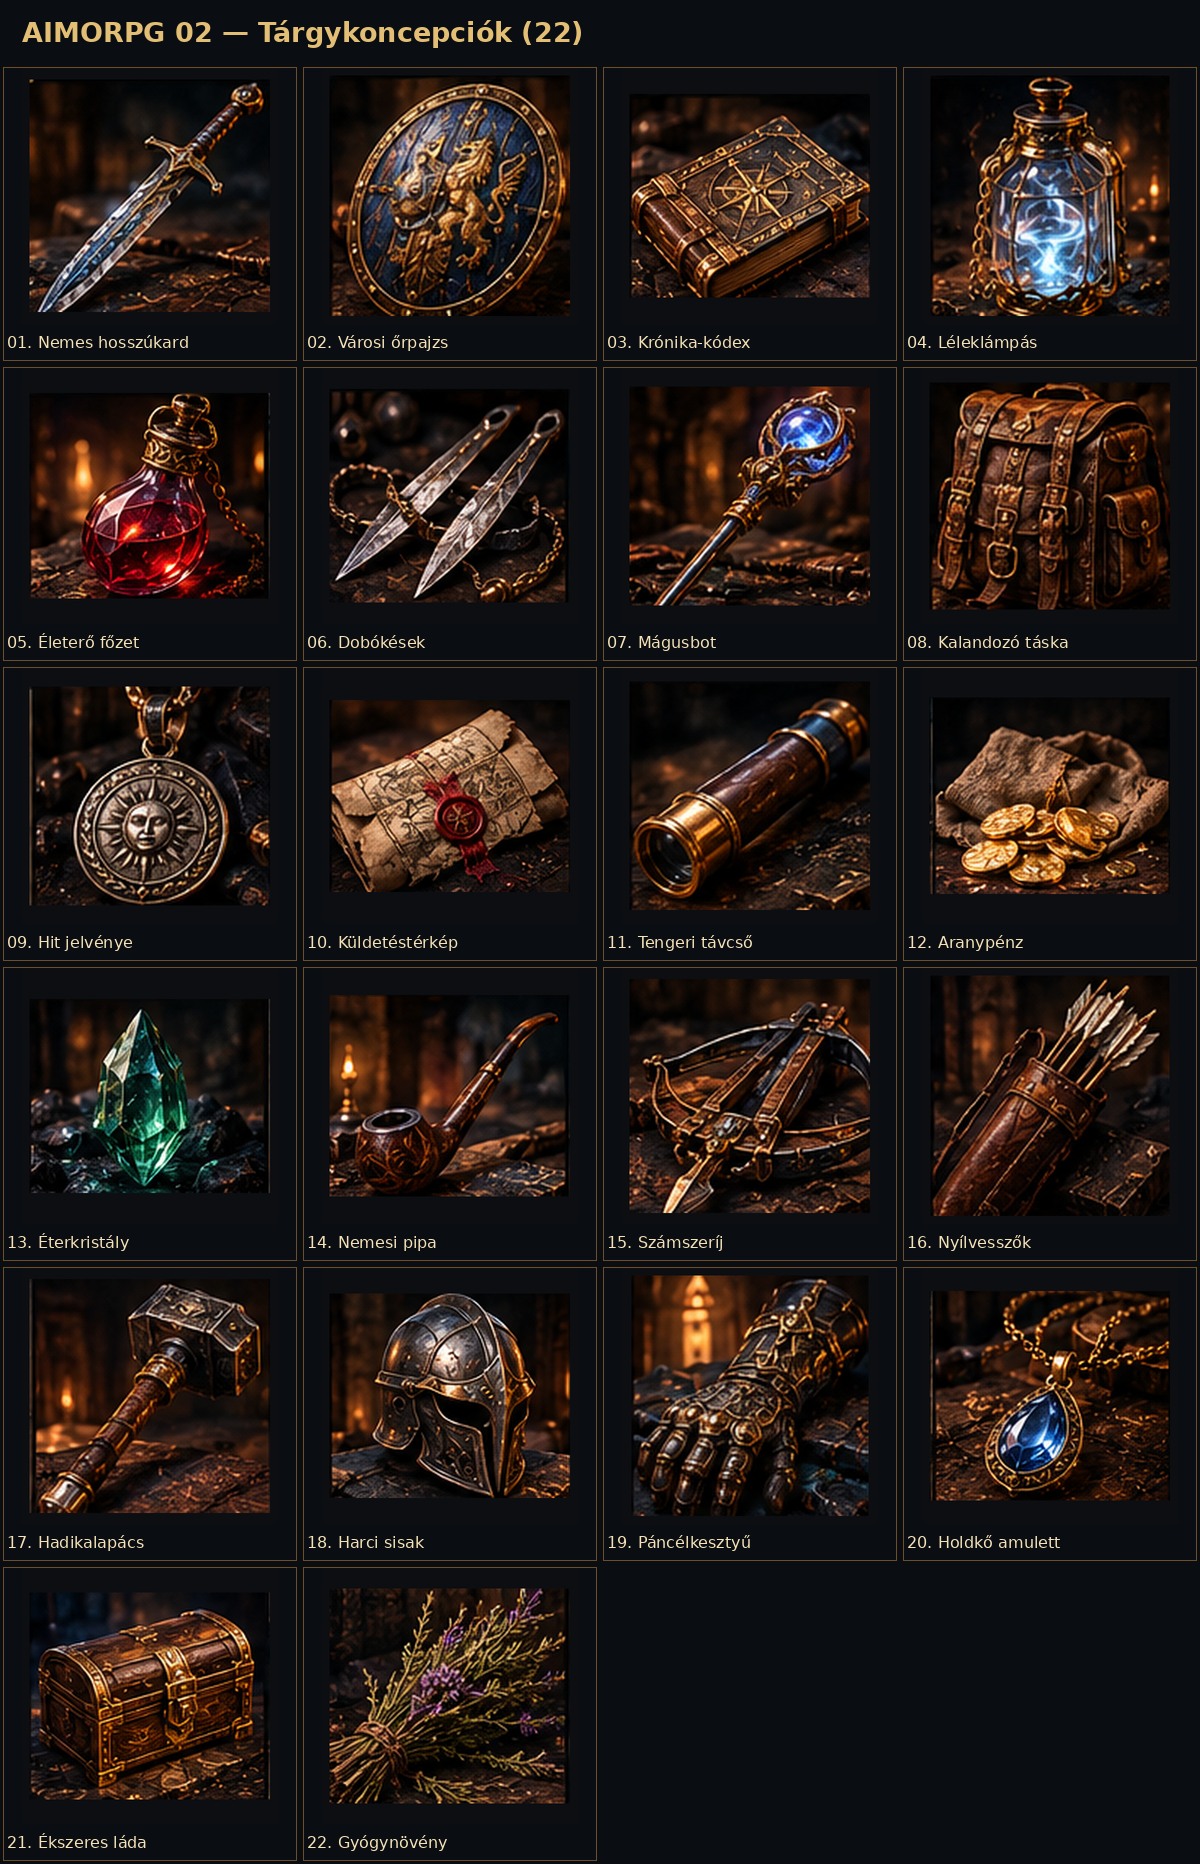 AIMORPG 02 — Tárgykoncepciók (22)
01. Nemes hosszúkard
02. Városi őrpajzs
03. Krónika-kódex
04. Léleklámpás
05. Életerő főzet
06. Dobókések
07. Mágusbot
08. Kalandozó táska
09. Hit jelvénye
10. Küldetéstérkép
11. Tengeri távcső
12. Aranypénz
13. Éterkristály
14. Nemesi pipa
15. Számszeríj
16. Nyílvesszők
17. Hadikalapács
18. Harci sisak
19. Páncélkesztyű
20. Holdkő amulett
21. Ékszeres láda
22. Gyógynövény